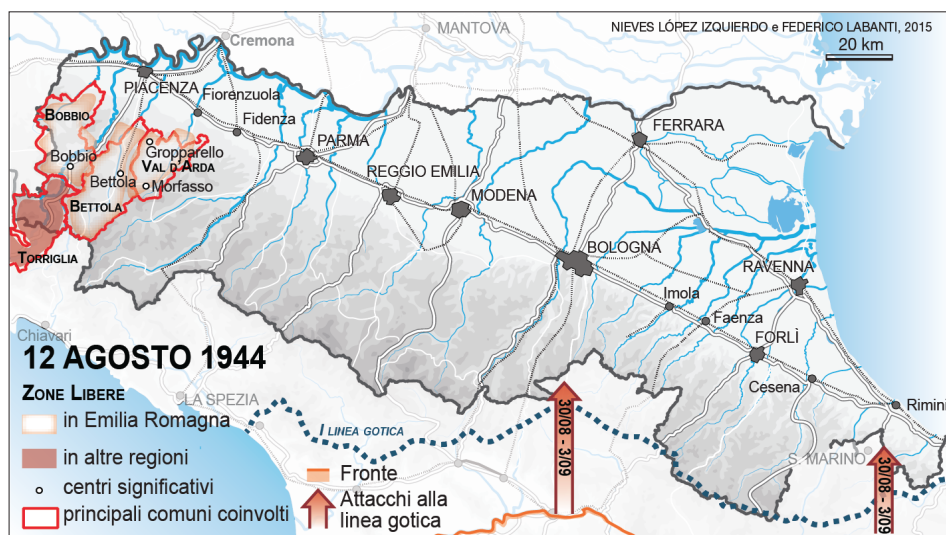 NIEVES LÓPEZ IZQUIERDO e FEDERICO LABANTI, 2015
20 km
MANTOVA
Cremona
PIACENZA
Fiorenzuola
Fidenza
BOBBIO
Bobbio
Gropparello
VAL D'ARDA
Bettola
Morfasso
BETTOLA
TORRIGLIA
PARMA
REGGIO EMILIA
MODENA
FERRARA
BOLOGNA
RAVENNA
Imola
Faenza
FORLÌ
Cesena
Rimini
S. MARINO
Chiavari
LA SPEZIA
I LINEA GOTICA
30/08 - 3/09
30/08 - 3/09
12 AGOSTO 1944
ZONE LIBERE
in Emilia Romagna
in altre regioni
centri significativi
principali comuni coinvolti
Fronte
Attacchi alla
linea gotica